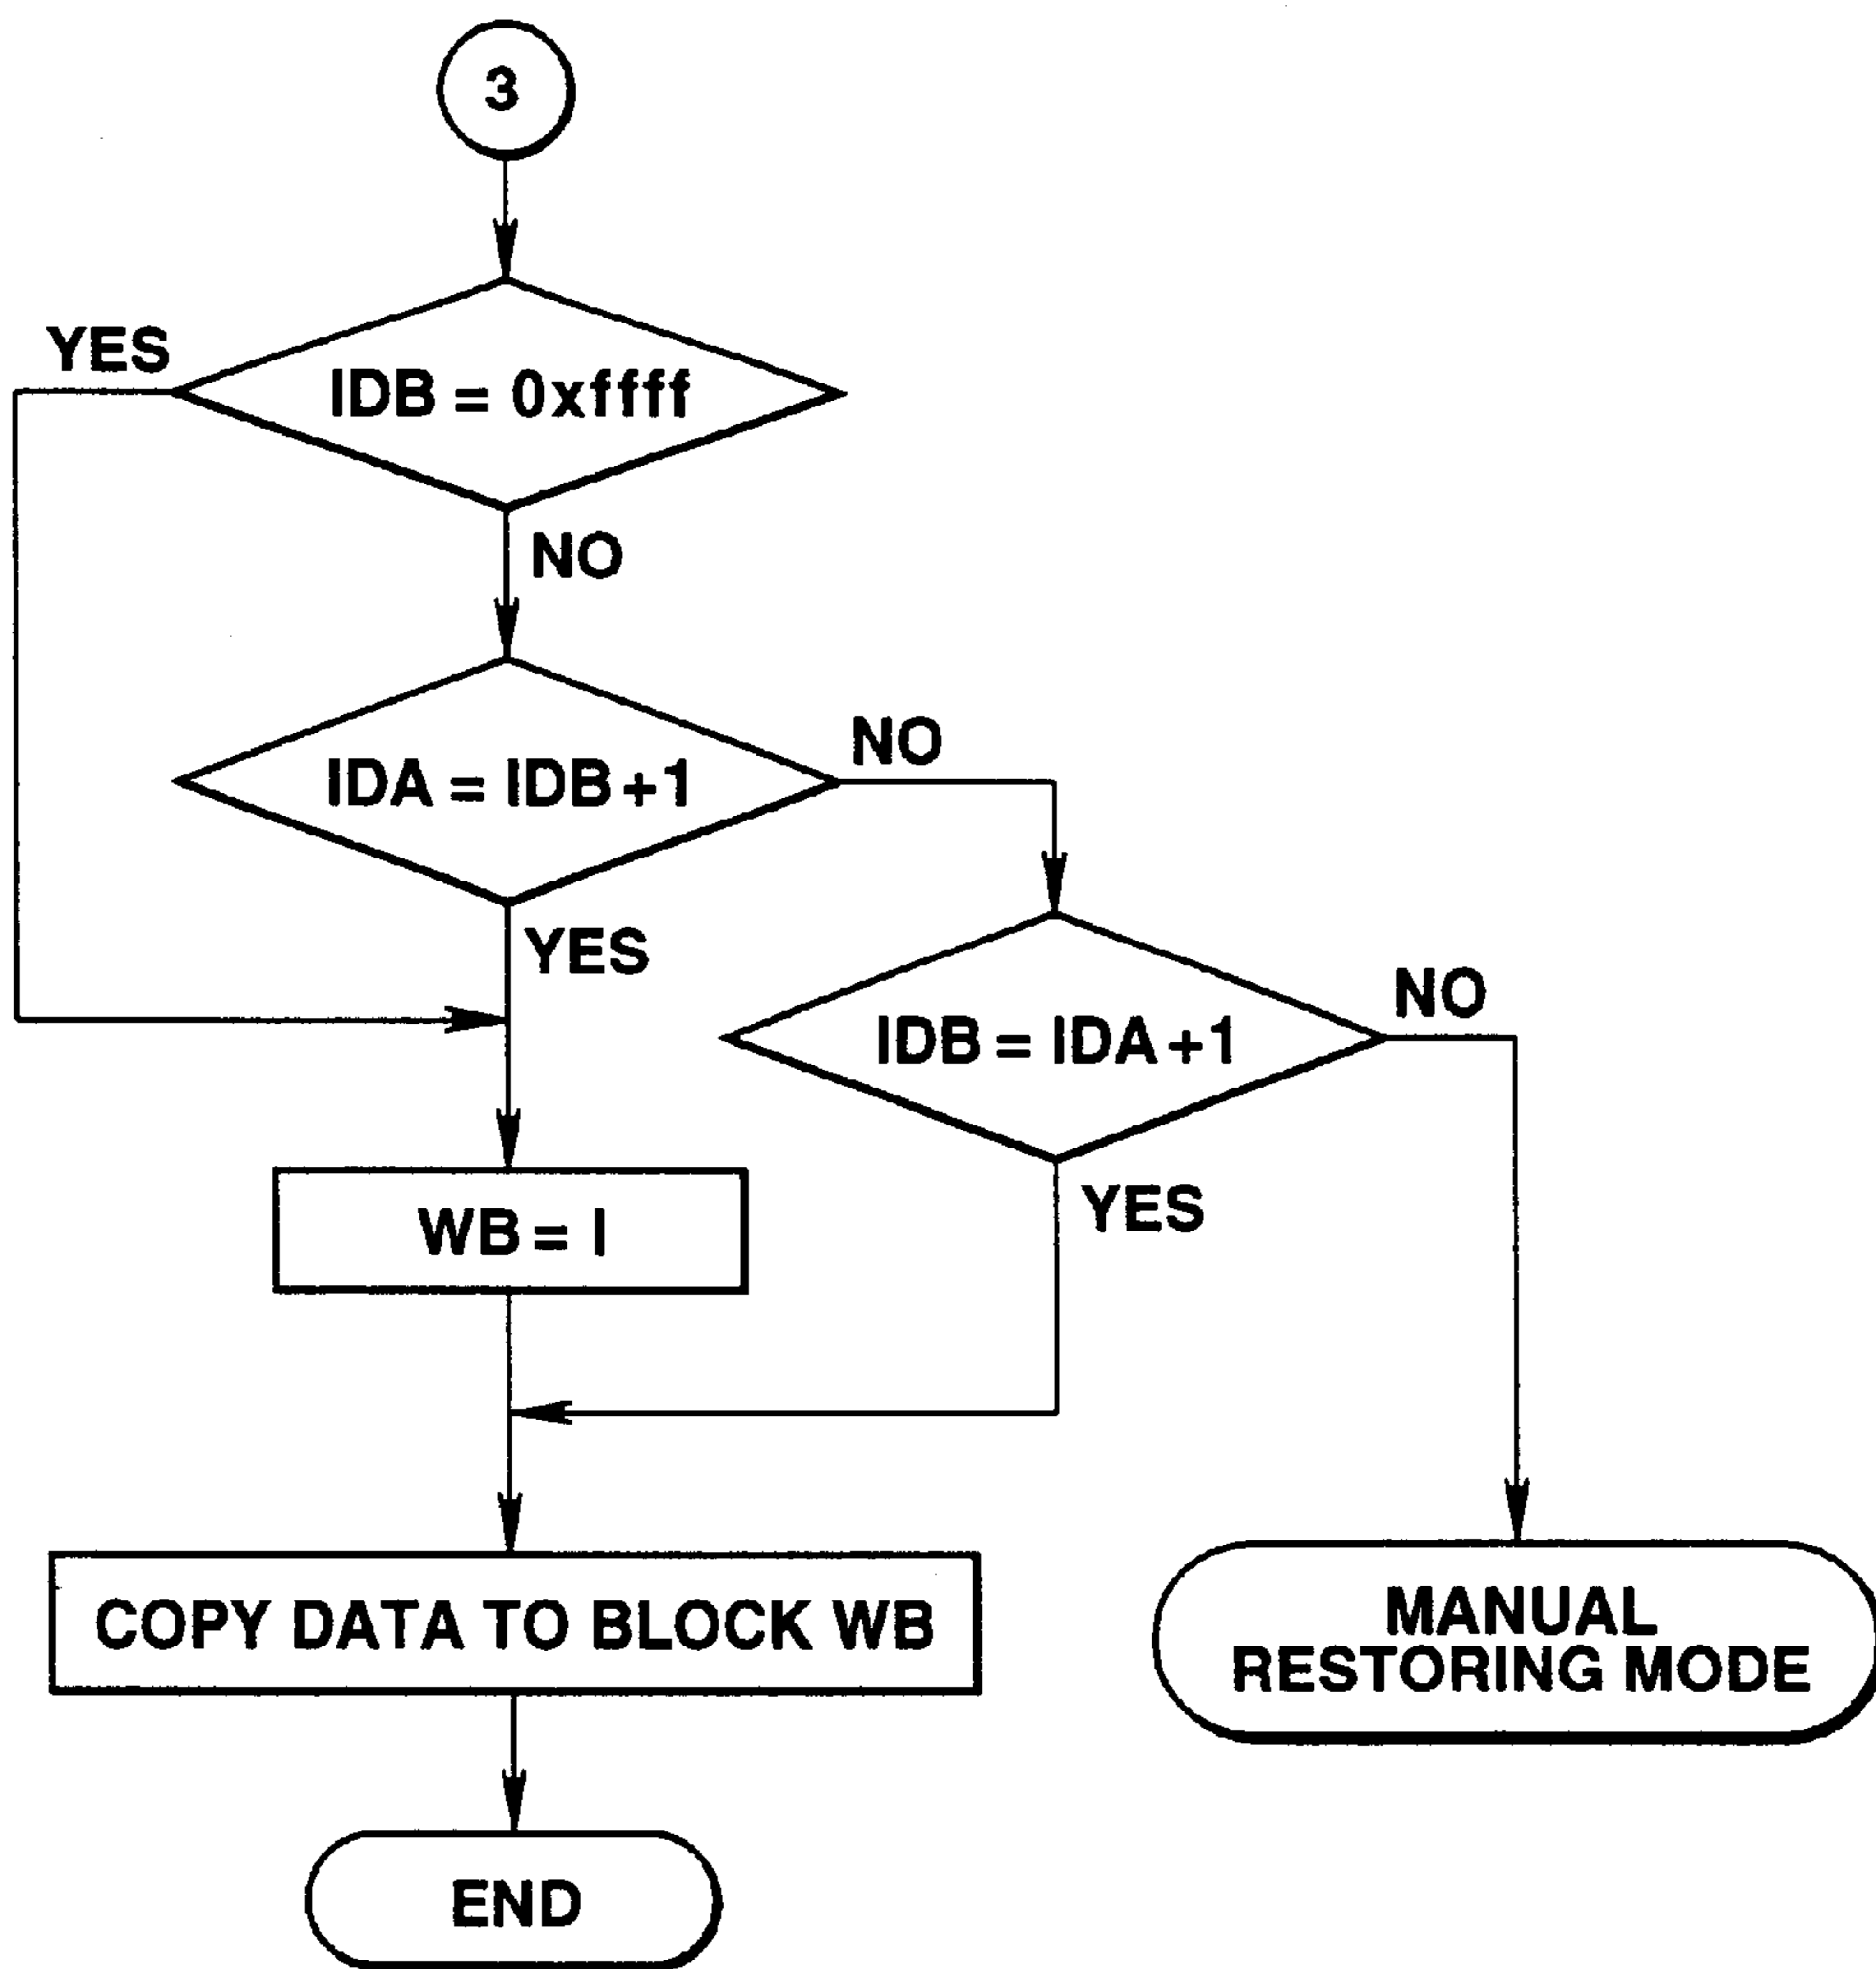 3
YES
IDB = 0xffff
NO
IDA = IDB+1
NO
YES
IDB = IDA+1
NO
WB = I
YES
COPY DATA TO BLOCK WB
MANUAL
RESTORING MODE
END